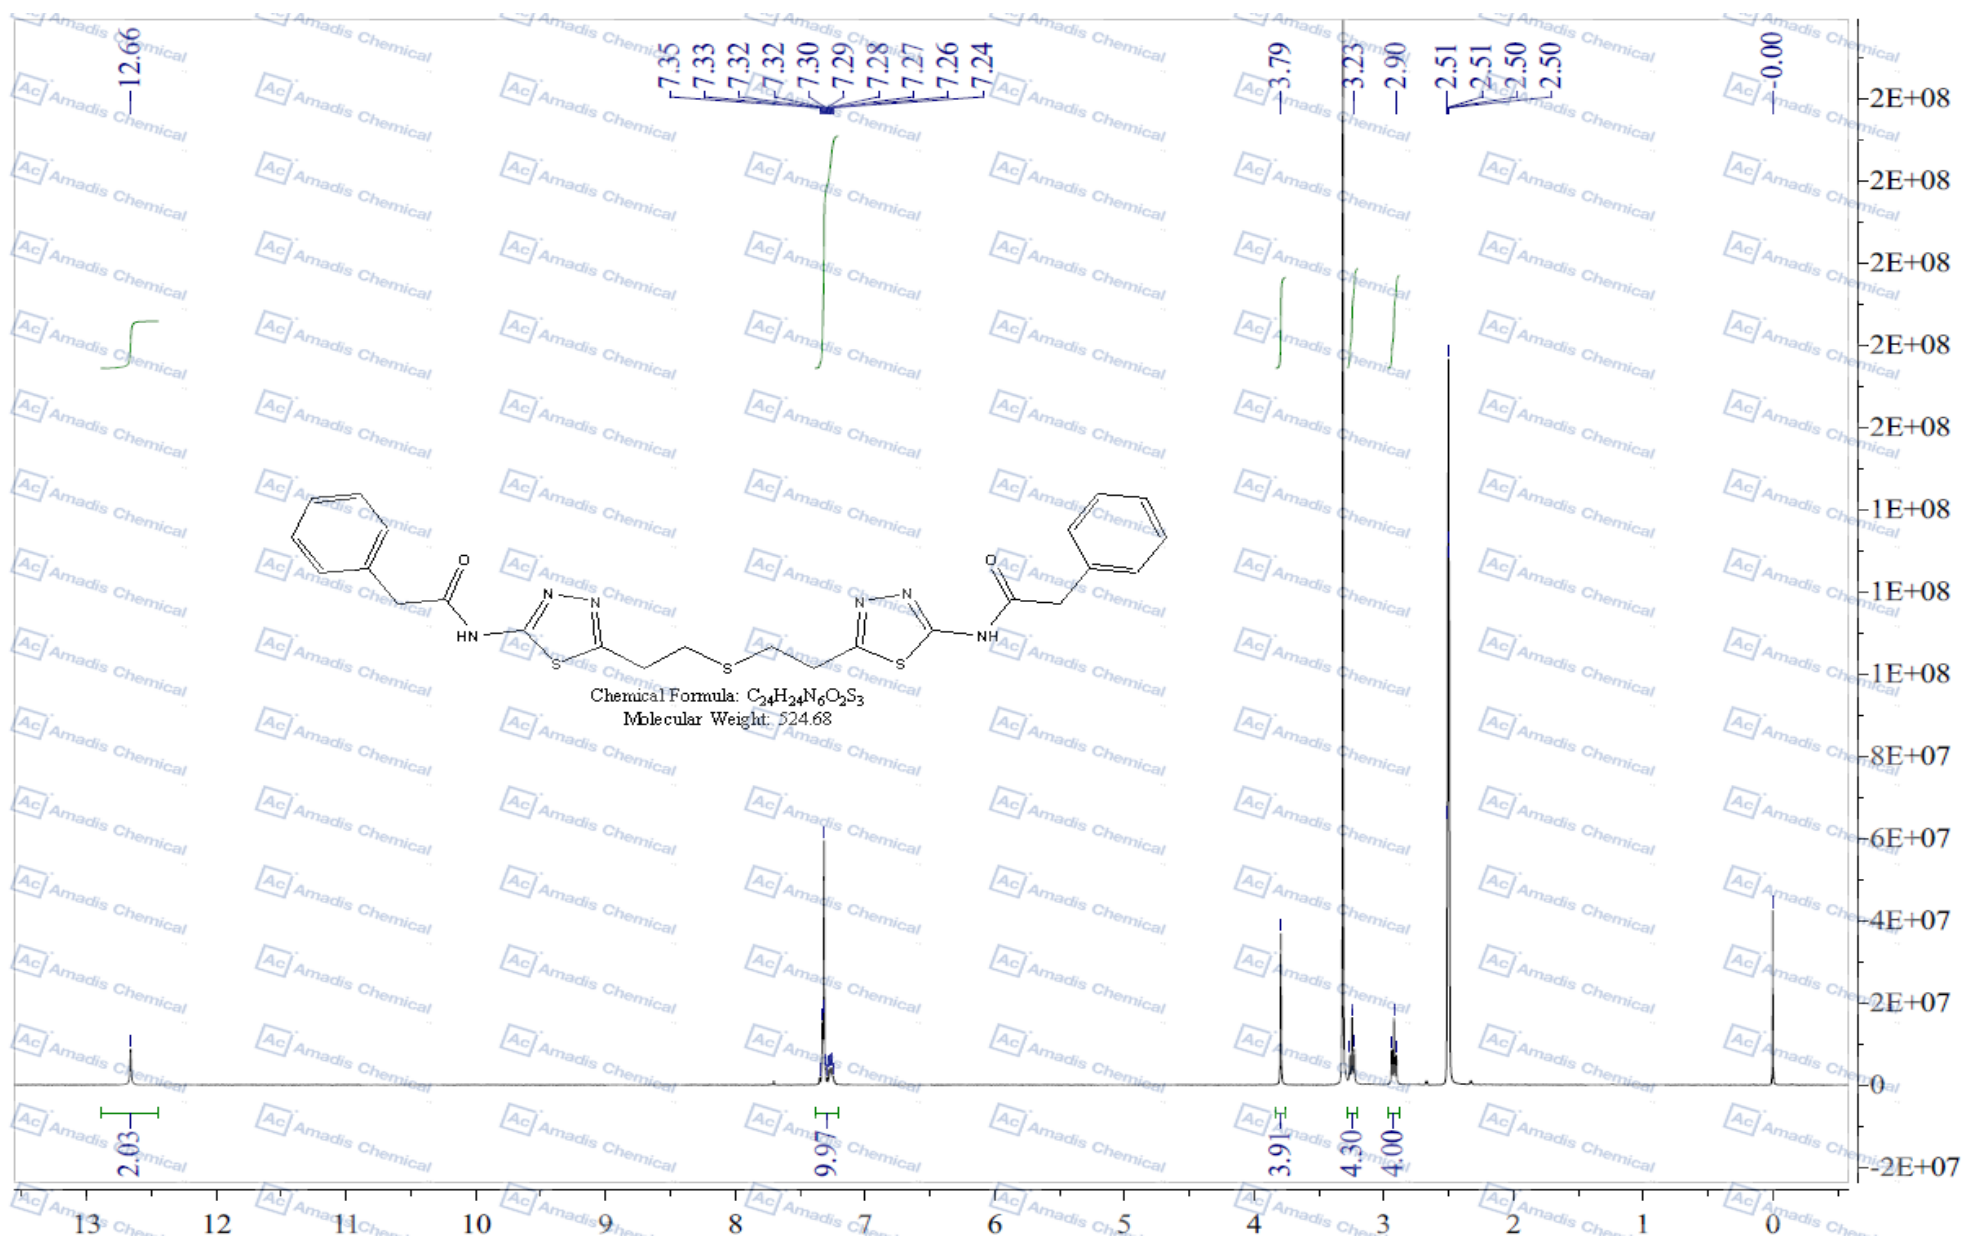 12.66
7.35
7.33
7.32
7.32
7.30
7.29
7.28
7.27
7.26
7.24
3.79
3.23
2.90
2.51
2.51
2.50
2.50
-0.00
2E+08
2E+08
2E+08
2E+08
2E+08
1E+08
1E+08
1E+08
8E+07
6E+07
4E+07
2E+07
0
-2E+07
O
HN
N
N
S
S
N
N
S
O
NH
Chemical Formula: C24H24N6O2S3
Molecular Weight: 524.68
2.03
9.97
3.91
4.30
4.00
13 12 11 10 9 8 7 6 5 4 3 2 1 0
Ac Amadis Chemical